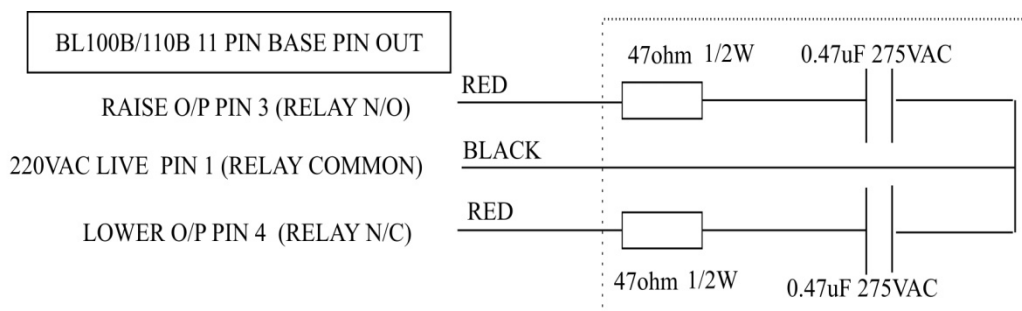 BL100B/110B 11 PIN BASE PIN OUT
47ohm 1/2W
0.47uF 275VAC
RED
RAISE O/P PIN 3 (RELAY N/O)
BLACK
220VAC LIVE PIN 1 (RELAY COMMON)
RED
LOWER O/P PIN 4 (RELAY N/C)
47ohm 1/2W
0.47uF 275VAC